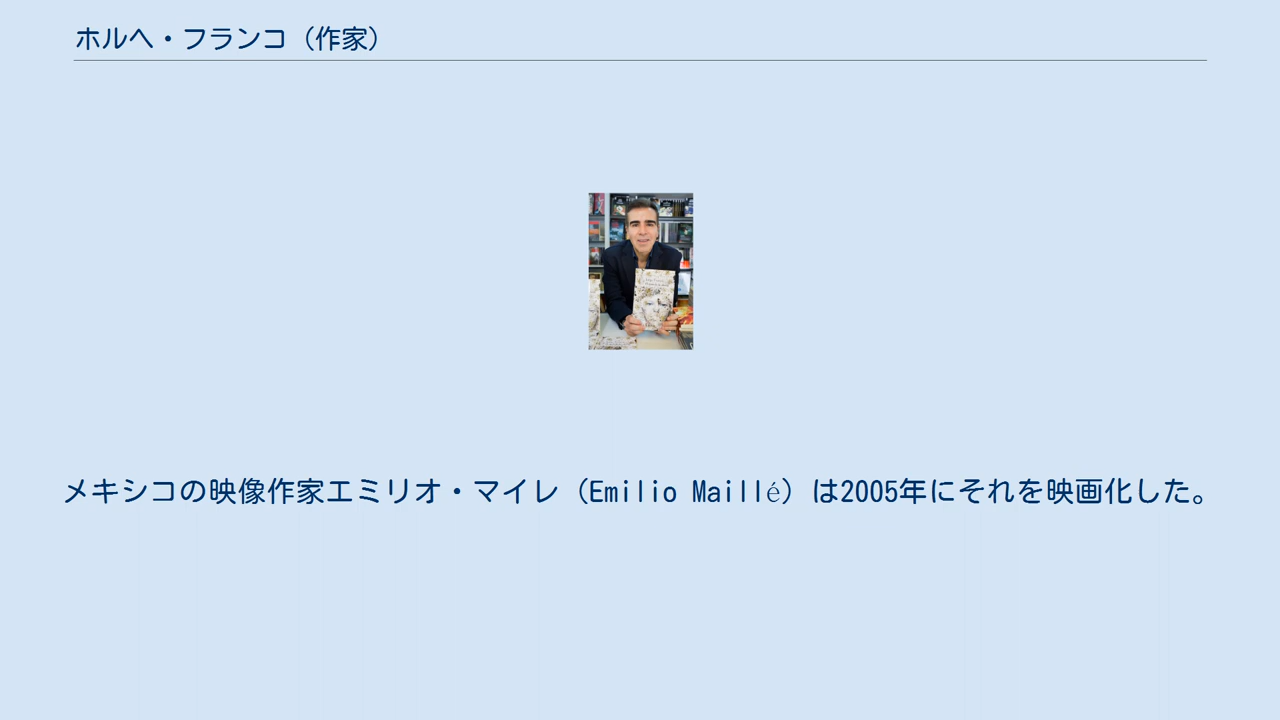 ホルヘ・フランコ（作家）
メキシコの映像作家エミリオ・マイレ（Emilio Maillé）は2005年にそれを映画化した。